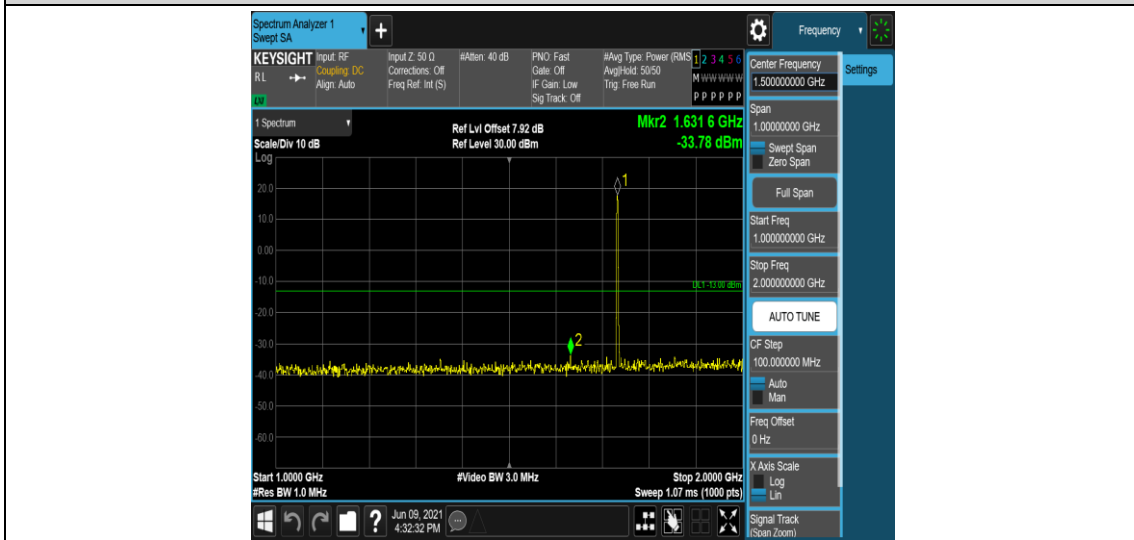 Spectrum Analyzer 1
Swept SA
+
Frequency
KEYSIGHT
RL
LXI
Input: RF
Coupling: DC
Align: Auto
Input Z: 50 Ω
Corrections: Off
Freq Ref: Int (S)
#Atten: 40 dB
PNO: Fast
Gate: Off
IF Gain: Low
Sig Track: Off
#Avg Type: Power (RMS
Avg|Hold: 50/50
Trig: Free Run
1 2 3 4 5 6
M W W W W W
P P P P P P
1 Spectrum
Scale/Div 10 dB
Log
Ref Lvl Offset 7.92 dB
Ref Level 30.00 dBm
Mkr2 1.631 6 GHz
-33.78 dBm
1
20.0
10.0
0.00
-10.0
DL1 -13.00 dBm
-20.0
-30.0
2
-40.0
-50.0
-60.0
Start 1.0000 GHz
#Video BW 3.0 MHz
Stop 2.0000 GHz
#Res BW 1.0 MHz
Sweep 1.07 ms (1000 pts)
?
Jun 09, 2021
4:32:32 PM
Center Frequency
1.50000000 GHz
Settings
Span
1.00000000 GHz
Swept Span
Zero Span
Full Span
Start Freq
1.000000000 GHz
Stop Freq
2.000000000 GHz
AUTO TUNE
CF Step
100.000000 MHz
Auto
Man
Freq Offset
0 Hz
X Axis Scale
Log
Lin
Signal Track
(Span Zoom)